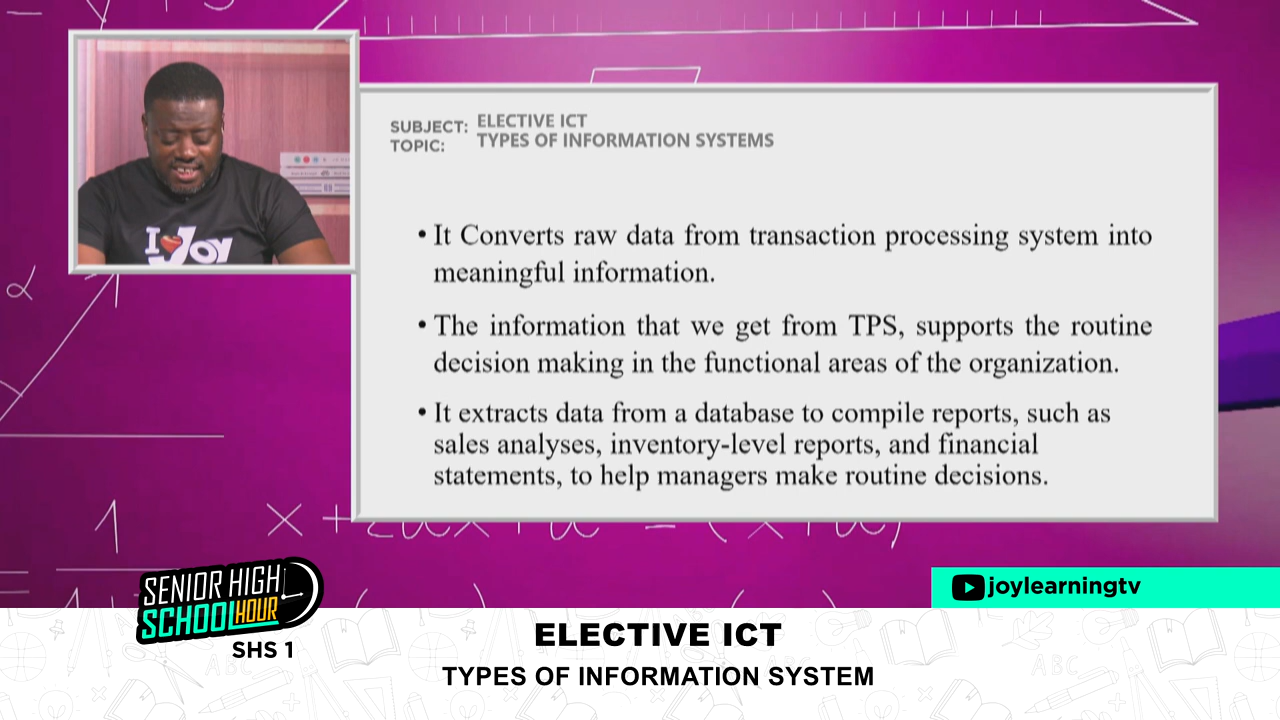 I JOY
SUBJECT: ELECTIVE ICT
TOPIC: TYPES OF INFORMATION SYSTEMS
• It Converts raw data from transaction processing system into
meaningful information.
• The information that we get from TPS, supports the routine
decision making in the functional areas of the organization.
• It extracts data from a database to compile reports, such as
sales analyses, inventory-level reports, and financial
statements, to help managers make routine decisions.
SENIOR HIGH
SCHOOL HOUR
SHS 1
joylearningtv
ELECTIVE ICT
TYPES OF INFORMATION SYSTEM
ABC
ABC